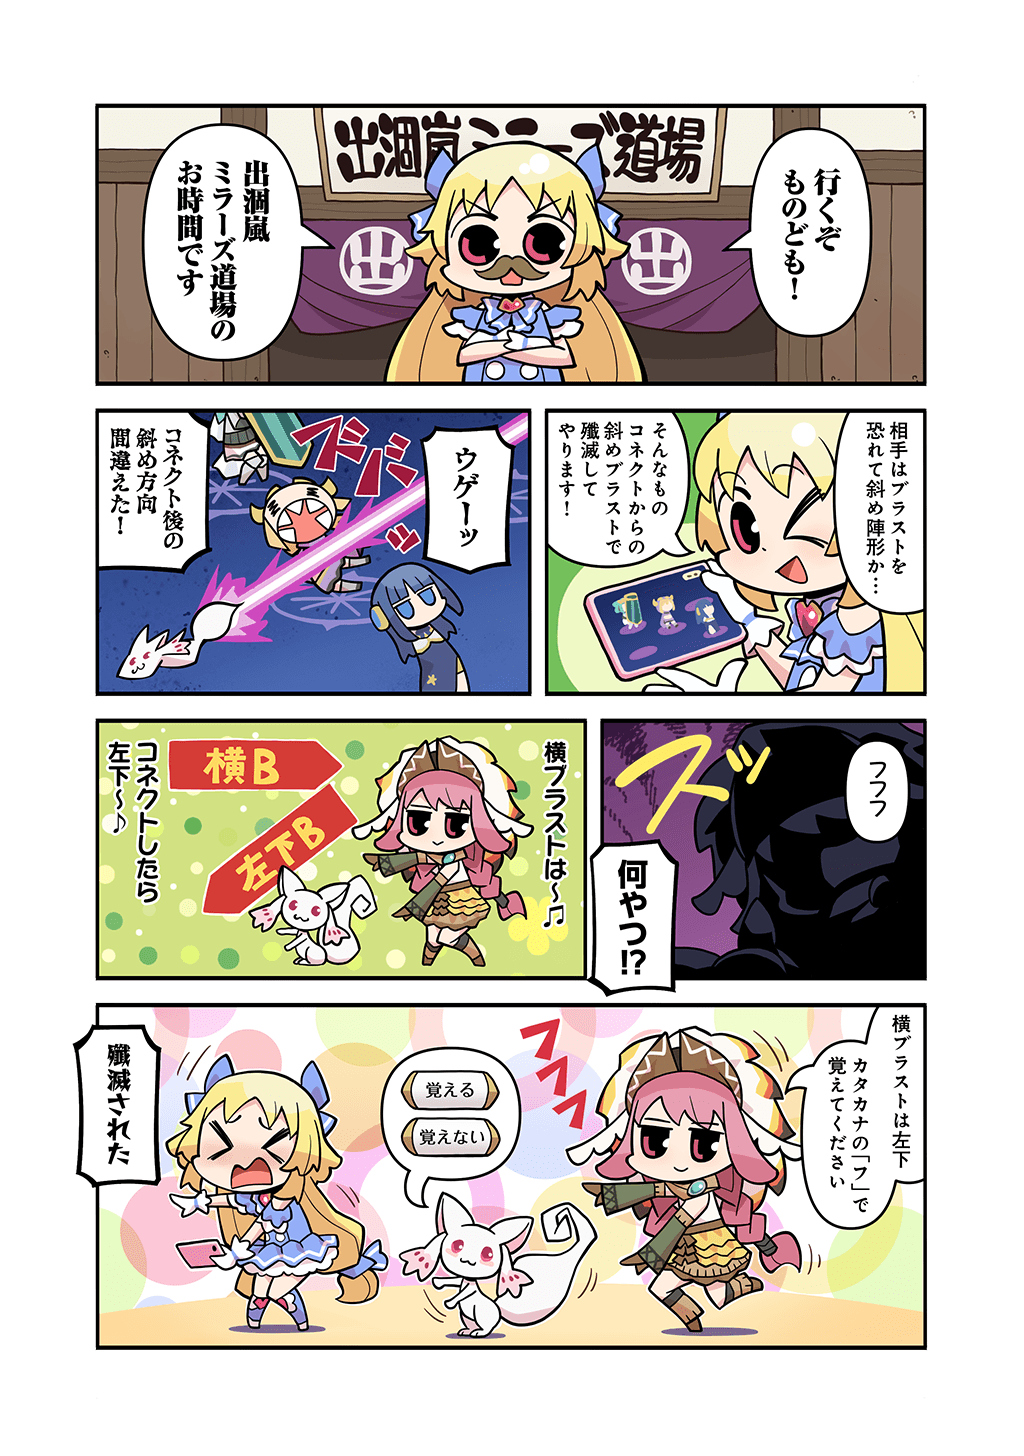 出涸嵐ミラーズ道場
出
出
行くぞ
ものども！
出涸嵐
ミラーズ道場の
お時間です
相手はブラストを
恐れて斜め陣形か…
そんなもの
コネクトからの
斜めブラストで
殲滅して
やります！
ウゲーッ
ズババッ
コネクト後の
斜め方向
間違えた！
フフフ
ズッ
何やつ!?
横ブラストは～♫
横B
左下B
コネクトしたら
左下～♪
横ブラストは左下
カタカナの「フ」で
覚えてください
フフフ
覚える
覚えない
殲滅された